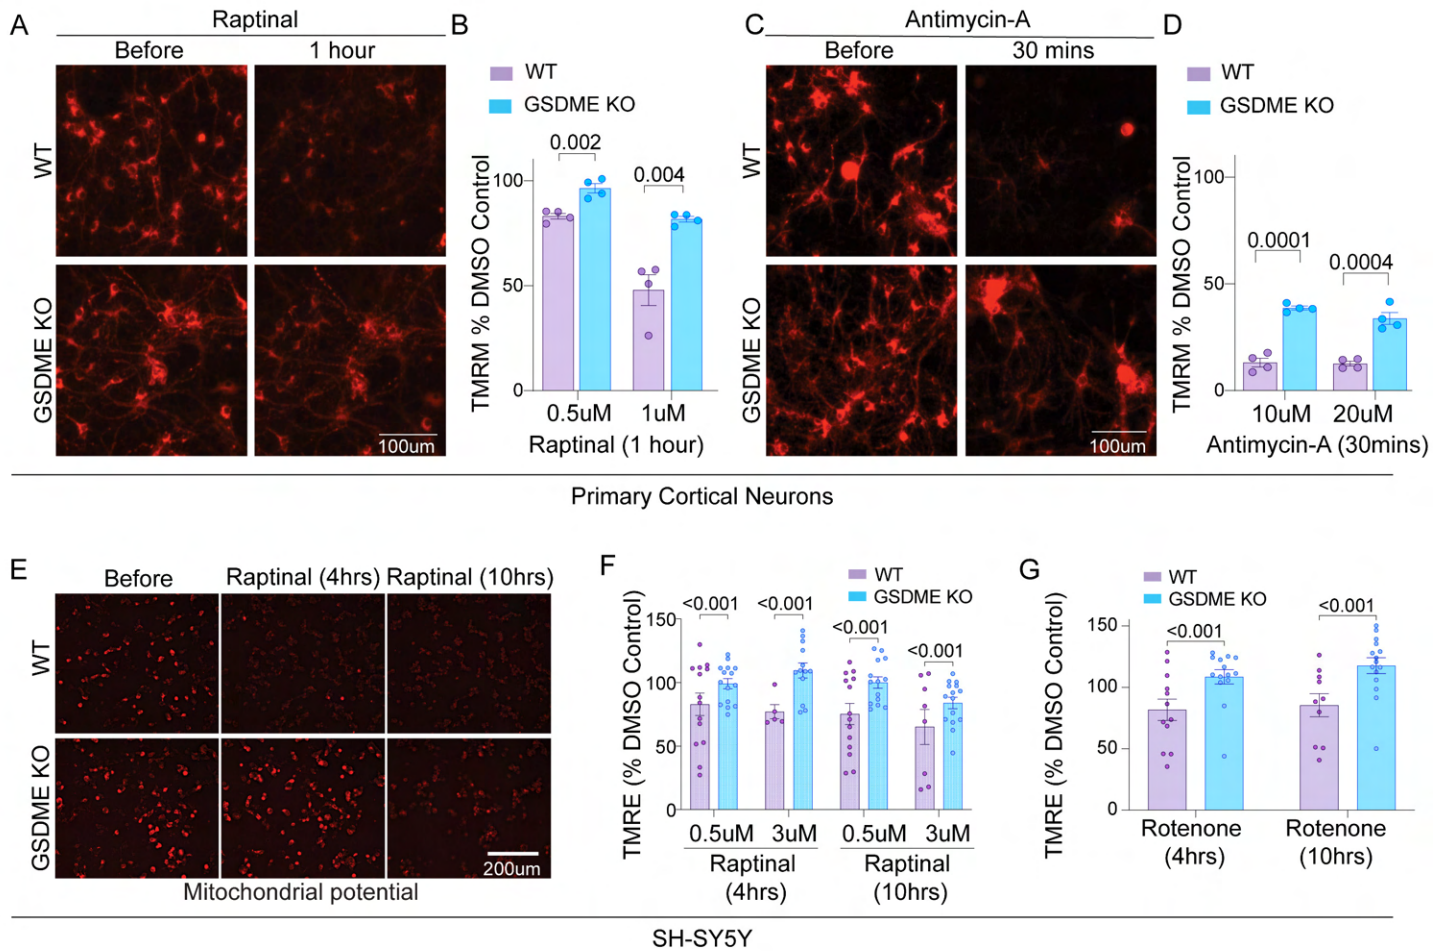 A
Raptinal
Before
1 hour
WT
GSDME KO
100um
B
WT
GSDME KO
0.002
0.004
TMRM % DMSO Control
100
50
0
0.5uM
1uM
Raptinal (1 hour)
C
Antimycin-A
Before
30 mins
WT
GSDME KO
100um
D
WT
GSDME KO
0.0001
0.0004
TMRM % DMSO Control
100
50
0
10uM
20uM
Antimycin-A (30mins)
Primary Cortical Neurons
E
Before
Raptinal (4hrs)
Raptinal (10hrs)
WT
GSDME KO
200um
Mitochondrial potential
F
WT
GSDME KO
<0.001
<0.001
<0.001
<0.001
TMRE (% DMSO Control)
150
100
50
0
0.5uM
3uM
0.5uM
3uM
Raptinal
(4hrs)
Raptinal
(10hrs)
G
WT
GSDME KO
<0.001
<0.001
TMRE (% DMSO Control)
150
100
50
0
Rotenone
(4hrs)
Rotenone
(10hrs)
SH-SY5Y